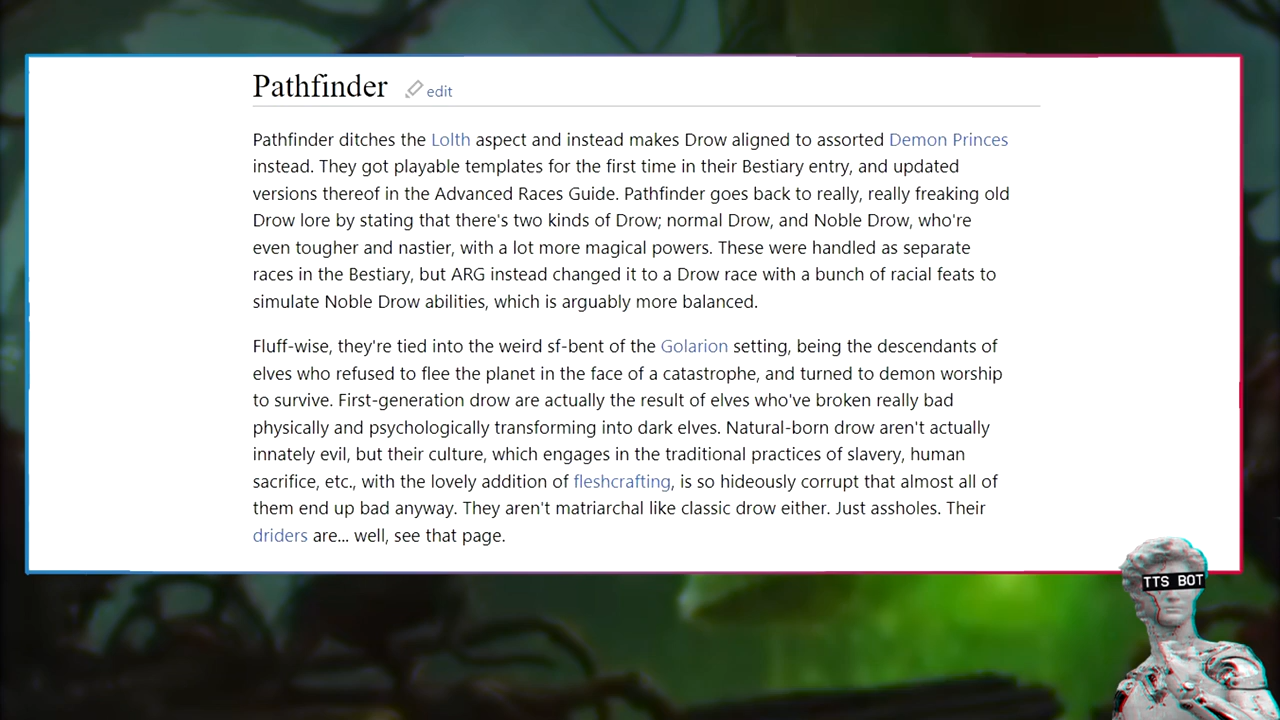 Pathfinder edit
Pathfinder ditches the Lolth aspect and instead makes Drow aligned to assorted Demon Princes
instead. They got playable templates for the first time in their Bestiary entry, and updated
versions thereof in the Advanced Races Guide. Pathfinder goes back to really, really freaking old
Drow lore by stating that there's two kinds of Drow; normal Drow, and Noble Drow, who're
even tougher and nastier, with a lot more magical powers. These were handled as separate
races in the Bestiary, but ARG instead changed it to a Drow race with a bunch of racial feats to
simulate Noble Drow abilities, which is arguably more balanced.
Fluff-wise, they're tied into the weird sf-bent of the Golarion setting, being the descendants of
elves who refused to flee the planet in the face of a catastrophe, and turned to demon worship
to survive. First-generation drow are actually the result of elves who've broken really bad
physically and psychologically transforming into dark elves. Natural-born drow aren't actually
innately evil, but their culture, which engages in the traditional practices of slavery, human
sacrifice, etc., with the lovely addition of fleshcrafting, is so hideously corrupt that almost all of
them end up bad anyway. They aren't matriarchal like classic drow either. Just assholes. Their
driders are... well, see that page.
TTS BOT